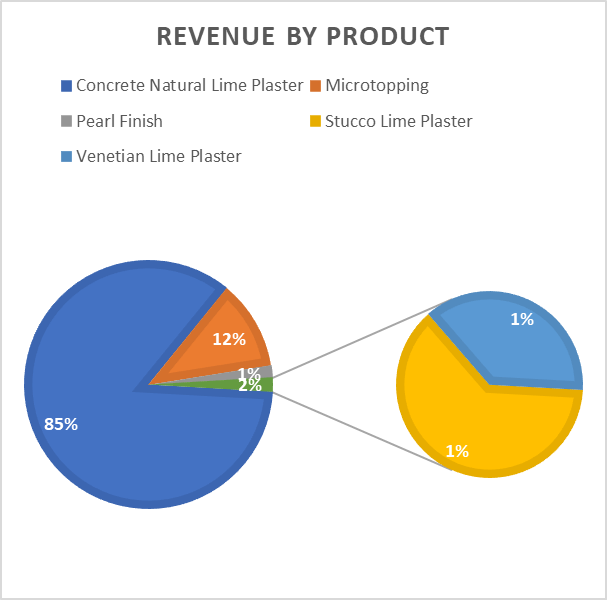 REVENUE BY PRODUCT
Concrete Natural Lime Plaster
Microtopping
Pearl Finish
Stucco Lime Plaster
Venetian Lime Plaster
85%
12%
1%
2%
1%
1%